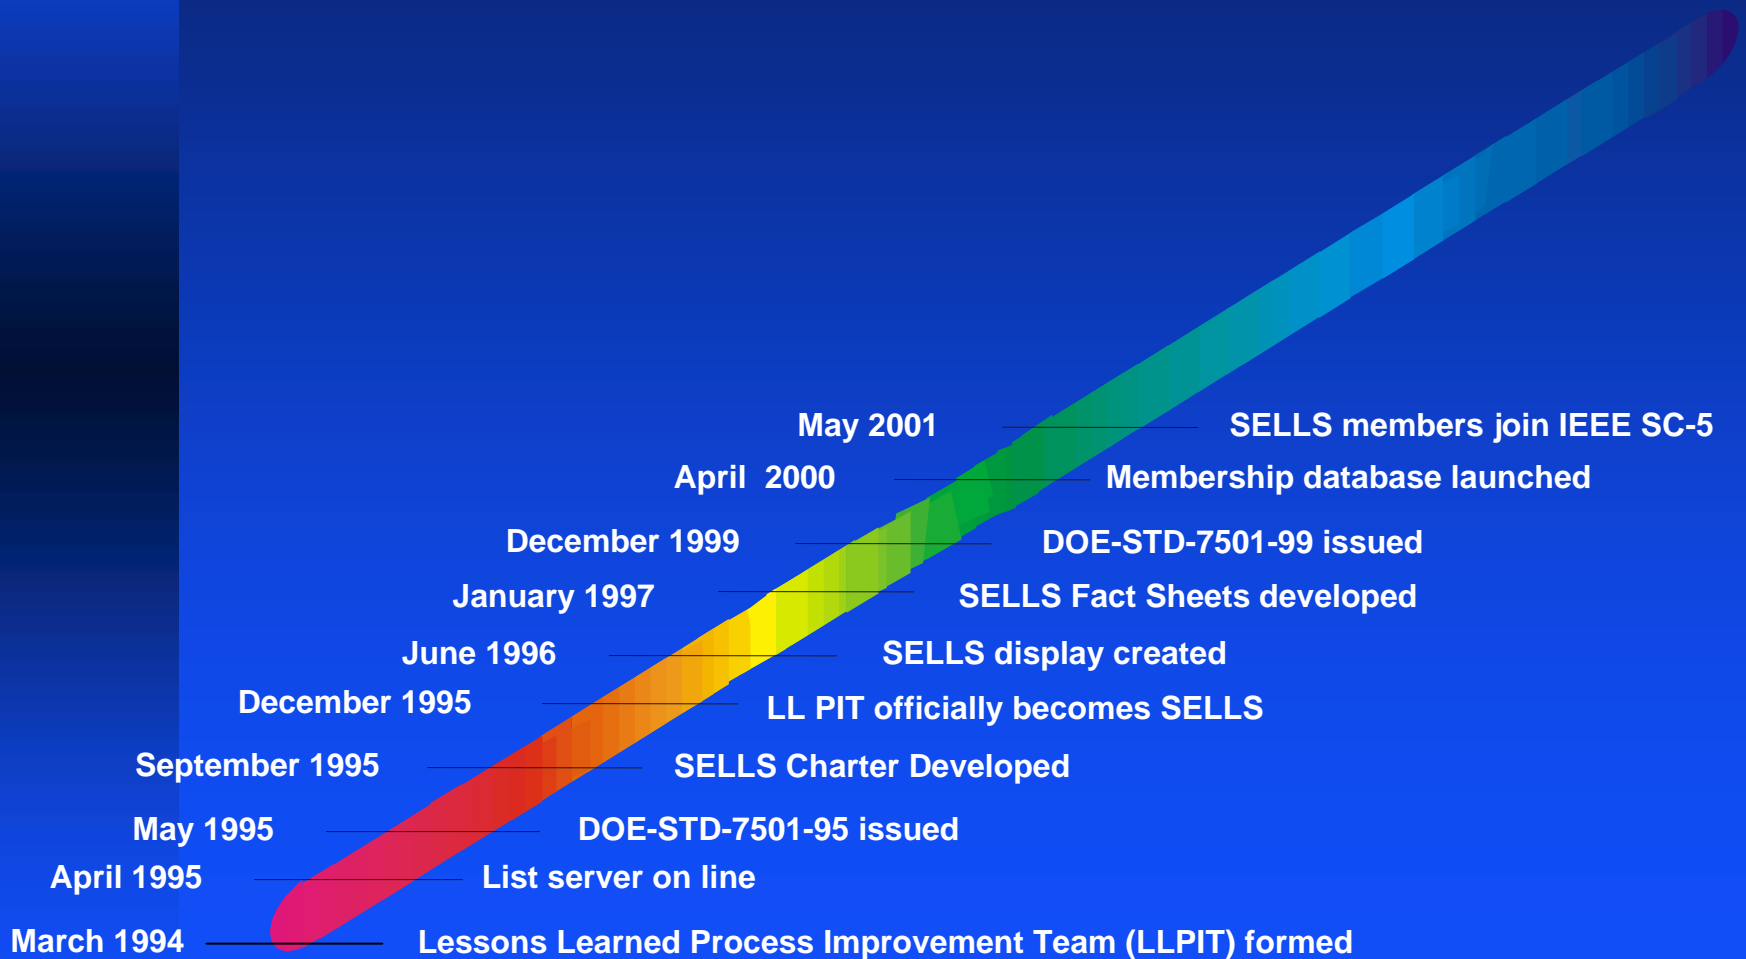 May 2001 SELLS members join IEEE SC-5
April  2000 Membership database launched
December 1999 DOE-STD-7501-99 issued
January 1997 SELLS Fact Sheets developed
June 1996 SELLS display created
December 1995 LL PIT officially becomes SELLS
September 1995 SELLS Charter Developed
May 1995 DOE-STD-7501-95 issued
April 1995 List server on line
March 1994 Lessons Learned Process Improvement Team (LLPIT) formed